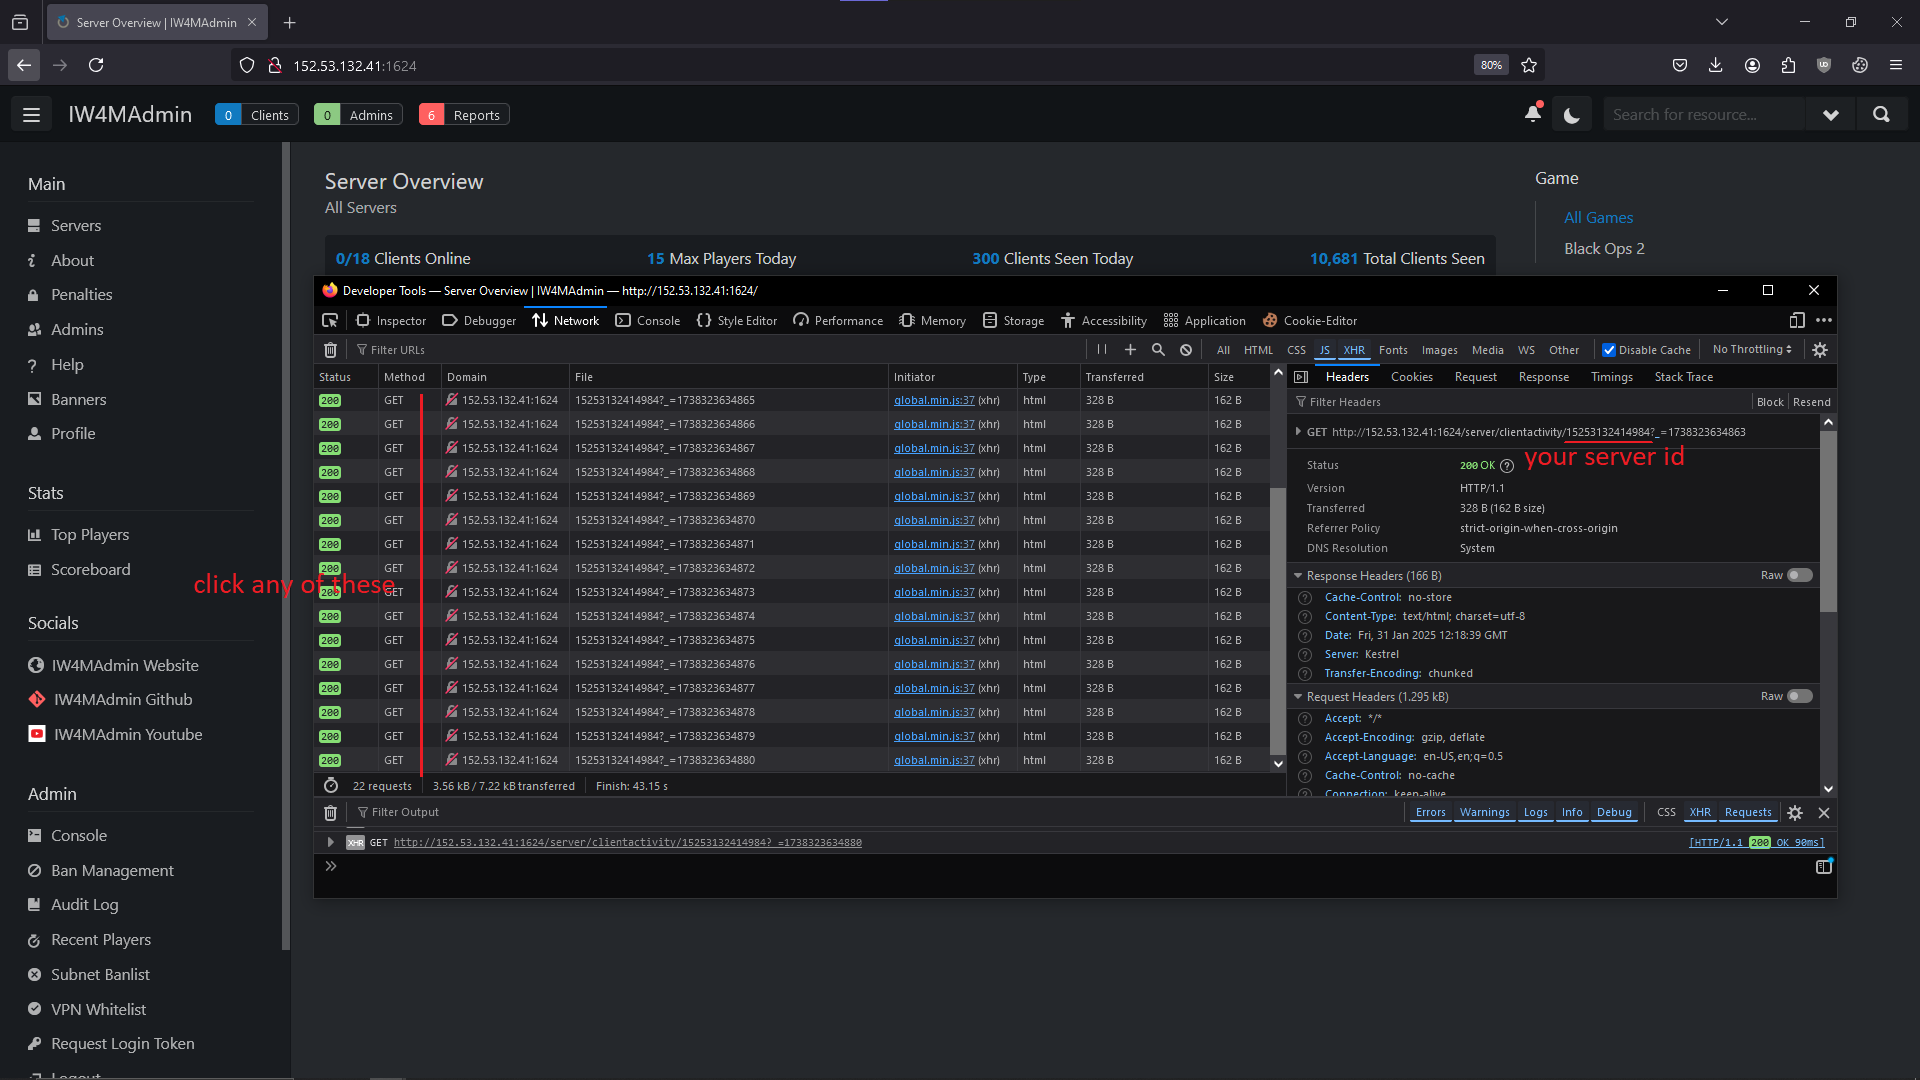 Server Overview | IW4MAdmin
152.53.132.41:1624
80%
IW4MAdmin
0 Clients
0 Admins
6 Reports
Search for resource...
Main
Servers
About
Penalties
Admins
Help
Banners
Profile
Stats
Top Players
Scoreboard
Socials
IW4MAdmin Website
IW4MAdmin Github
IW4MAdmin Youtube
Admin
Console
Ban Management
Audit Log
Recent Players
Subnet Banlist
VPN Whitelist
Request Login Token
Logout
Server Overview
All Servers
0/18 Clients Online
15 Max Players Today
300 Clients Seen Today
10,681 Total Clients Seen
Game
All Games
Black Ops 2
Developer Tools — Server Overview | IW4MAdmin — http://152.53.132.41:1624/
Inspector Debugger Network Console Style Editor Performance Memory Storage Accessibility Application Cookie-Editor
Filter URLs
All HTML CSS JS XHR Fonts Images Media WS Other Disable Cache No Throttling
Status Method Domain File Initiator Type Transferred Size
200 GET 152.53.132.41:1624 15253132414984?_=1738323634865 global.min.js:37 (xhr) html 328 B 162 B
200 GET 152.53.132.41:1624 15253132414984?_=1738323634866 global.min.js:37 (xhr) html 328 B 162 B
200 GET 152.53.132.41:1624 15253132414984?_=1738323634867 global.min.js:37 (xhr) html 328 B 162 B
200 GET 152.53.132.41:1624 15253132414984?_=1738323634868 global.min.js:37 (xhr) html 328 B 162 B
200 GET 152.53.132.41:1624 15253132414984?_=1738323634869 global.min.js:37 (xhr) html 328 B 162 B
200 GET 152.53.132.41:1624 15253132414984?_=1738323634870 global.min.js:37 (xhr) html 328 B 162 B
200 GET 152.53.132.41:1624 15253132414984?_=1738323634871 global.min.js:37 (xhr) html 328 B 162 B
200 GET 152.53.132.41:1624 15253132414984?_=1738323634872 global.min.js:37 (xhr) html 328 B 162 B
click any of these
200 GET 152.53.132.41:1624 15253132414984?_=1738323634873 global.min.js:37 (xhr) html 328 B 162 B
200 GET 152.53.132.41:1624 15253132414984?_=1738323634874 global.min.js:37 (xhr) html 328 B 162 B
200 GET 152.53.132.41:1624 15253132414984?_=1738323634875 global.min.js:37 (xhr) html 328 B 162 B
200 GET 152.53.132.41:1624 15253132414984?_=1738323634876 global.min.js:37 (xhr) html 328 B 162 B
200 GET 152.53.132.41:1624 15253132414984?_=1738323634877 global.min.js:37 (xhr) html 328 B 162 B
200 GET 152.53.132.41:1624 15253132414984?_=1738323634878 global.min.js:37 (xhr) html 328 B 162 B
200 GET 152.53.132.41:1624 15253132414984?_=1738323634879 global.min.js:37 (xhr) html 328 B 162 B
200 GET 152.53.132.41:1624 15253132414984?_=1738323634880 global.min.js:37 (xhr) html 328 B 162 B
22 requests 3.56 kB / 7.22 kB transferred Finish: 43.15 s
Headers Cookies Request Response Timings Stack Trace
Filter Headers Block Resend
GET http://152.53.132.41:1624/server/clientactivity/15253132414984?_=1738323634863
your server id
Status 200 OK
Version HTTP/1.1
Transferred 328 B (162 B size)
Referrer Policy strict-origin-when-cross-origin
DNS Resolution System
Response Headers (166 B) Raw
Cache-Control: no-store
Content-Type: text/html; charset=utf-8
Date: Fri, 31 Jan 2025 12:18:39 GMT
Server: Kestrel
Transfer-Encoding: chunked
Request Headers (1.295 kB) Raw
Accept: */*
Accept-Encoding: gzip, deflate
Accept-Language: en-US,en;q=0.5
Cache-Control: no-cache
Connection: keep-alive
Filter Output Errors Warnings Logs Info Debug CSS XHR Requests
XHR GET http://152.53.132.41:1624/server/clientactivity/15253132414984?_=1738323634880 [HTTP/1.1 200 OK 90ms]